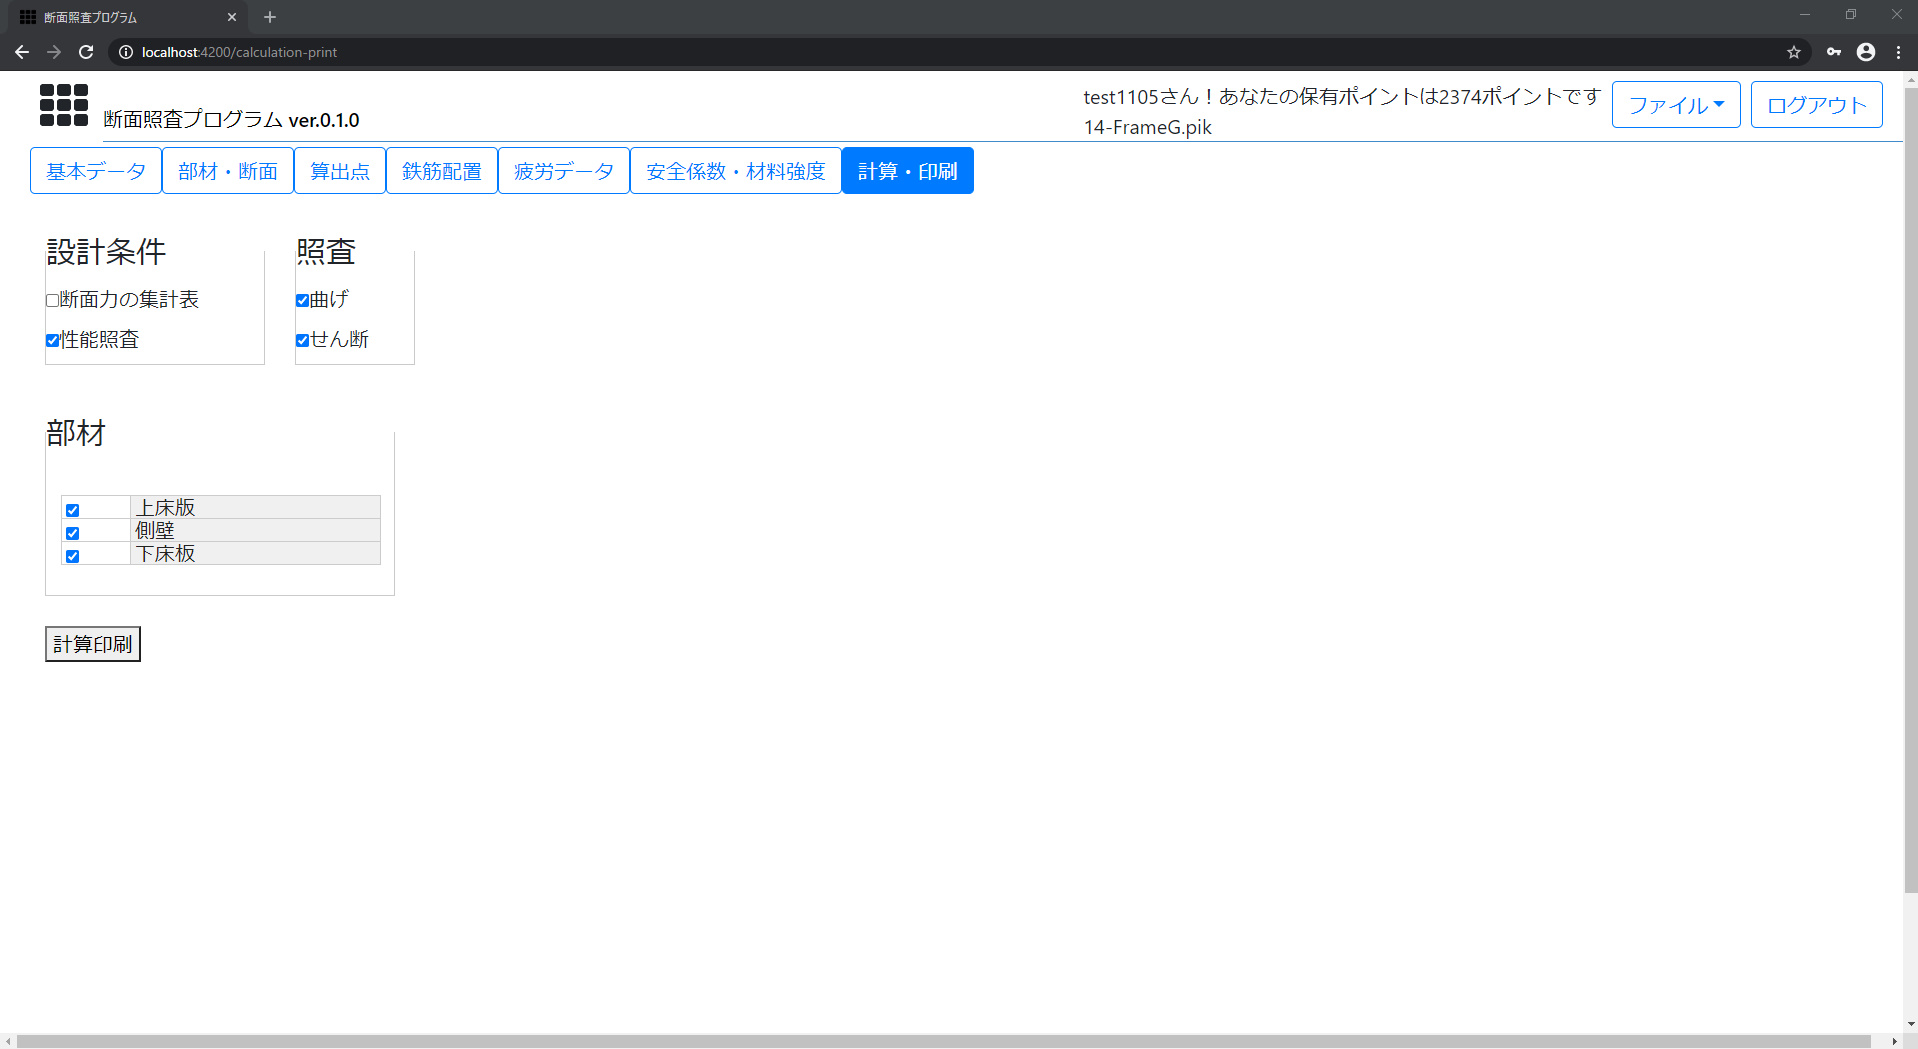 断面照査プログラム
localhost:4200/calculation-print
断面照査プログラム ver.0.1.0
test1105さん！あなたの保有ポイントは2374ポイントです
14-FrameG.pik
ファイル
ログアウト
基本データ 部材・断面 算出点 鉄筋配置 疲労データ 安全係数・材料強度 計算・印刷
設計条件
断面力の集計表
性能照査
照査
曲げ
せん断
部材
上床版
側壁
下床板
計算印刷